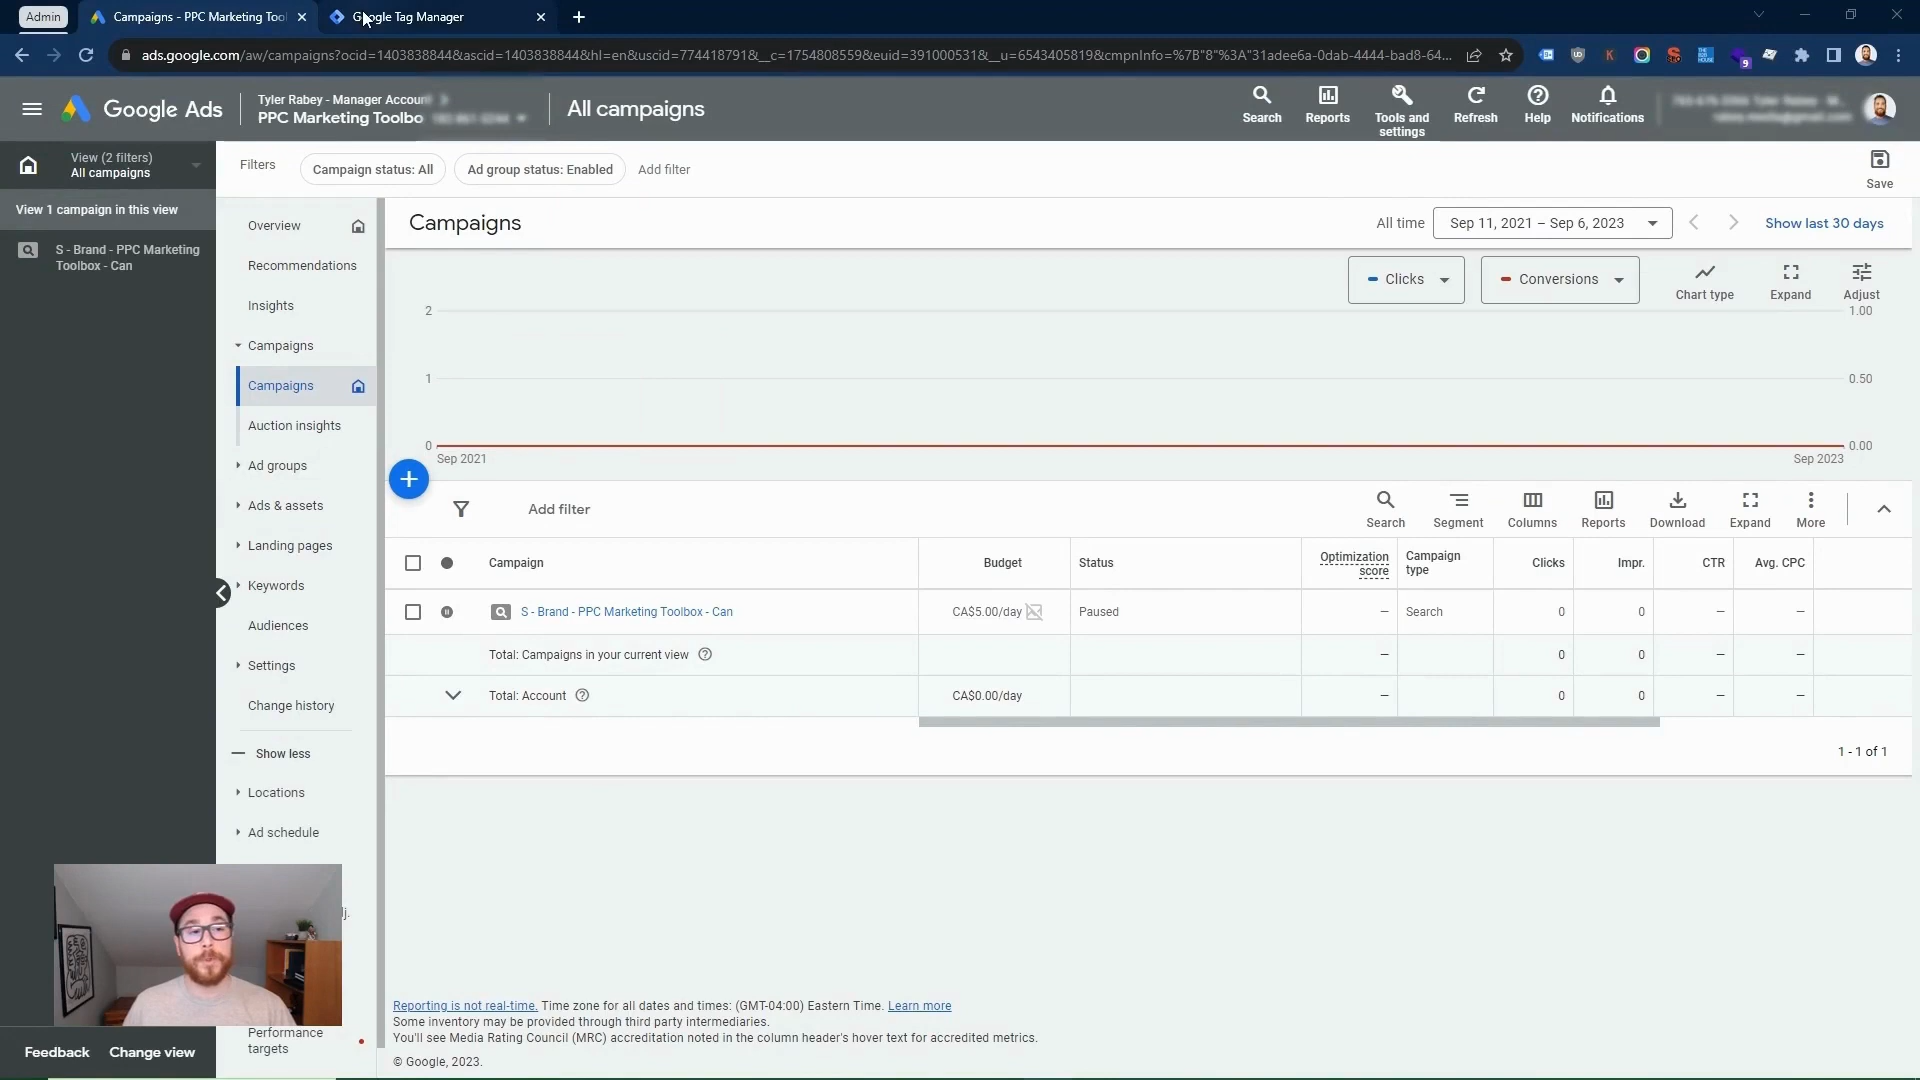 Admin
Campaigns - PPC Marketing Tool
Google Tag Manager
ads.google.com/aw/campaigns?ocid=1403838844&ascid=1403838844&hl=en&uscid=774418791&__c=1754808559&euid=391000531&__u=6543405819&cmpnInfo=%7B"8"%3A"31adee6a-0dab-4444-bad8-64...
9
Google Ads
Tyler Rabey - Manager Account
PPC Marketing Toolbo
All campaigns
Search
Reports
Tools and
settings
Refresh
Help
Notifications
View (2 filters)
All campaigns
View 1 campaign in this view
S - Brand - PPC Marketing
Toolbox - Can
Filters
Campaign status: All
Ad group status: Enabled
Add filter
Save
Overview
Recommendations
Insights
Campaigns
Campaigns
Auction insights
Ad groups
Ads & assets
Landing pages
Keywords
Audiences
Settings
Change history
Show less
Locations
Ad schedule
j.
Performance
targets
Feedback
Change view
Campaigns
All time
Sep 11, 2021 – Sep 6, 2023
Show last 30 days
Clicks
Conversions
Chart type
Expand
Adjust
2
1.00
1
0.50
0
0.00
Sep 2021
Sep 2023
Add filter
Search
Segment
Columns
Reports
Download
Expand
More
Campaign
Budget
Status
Optimization
score
Campaign
type
Clicks
Impr.
CTR
Avg. CPC
S - Brand - PPC Marketing Toolbox - Can
CA$5.00/day
Paused
–
Search
0
0
–
–
Total: Campaigns in your current view
–
0
0
–
–
Total: Account
CA$0.00/day
–
0
0
–
–
1 - 1 of 1
Reporting is not real-time. Time zone for all dates and times: (GMT-04:00) Eastern Time. Learn more
Some inventory may be provided through third party intermediaries.
You'll see Media Rating Council (MRC) accreditation noted in the column header's hover text for accredited metrics.
© Google, 2023.